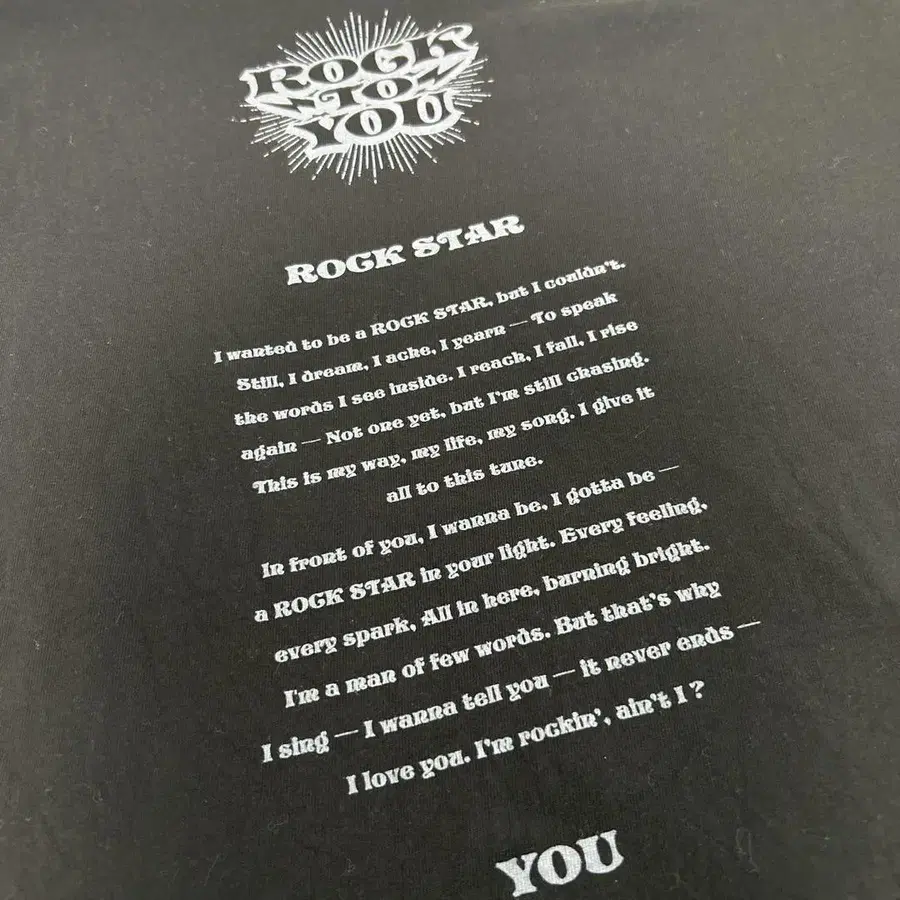 ROCK
TO
YOU
ROCK STAR
I wanted to be a ROCK STAR, but I couldn't.
Still, I dream, I ache, I yearn — To speak
the words I see inside. I reach, I fall, I rise
again — Not one yet, but I'm still chasing.
This is my way, my life, my song. I give it
all to this tune.
In front of you, I wanna be, I gotta be —
a ROCK STAR in your light. Every feeling,
every spark, All in here, burning bright.
I'm a man of few words. But that's why
I sing — I wanna tell you — it never ends —
I love you. I'm rockin', ain't I ?
YOU